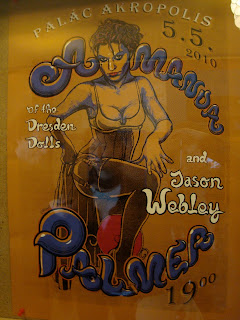 PALÁC AKROPOLIS
5.5.
2010
AMANDA
of the
Dresden
Dolls
and
Jason
Webley
PALMER
1900